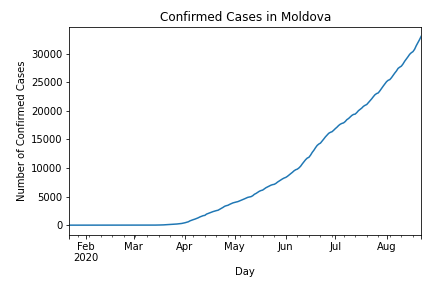 Confirmed Cases in Moldova
Number of Confirmed Cases
30000
25000
20000
15000
10000
5000
0
Feb Mar Apr May Jun Jul Aug
2020
Day